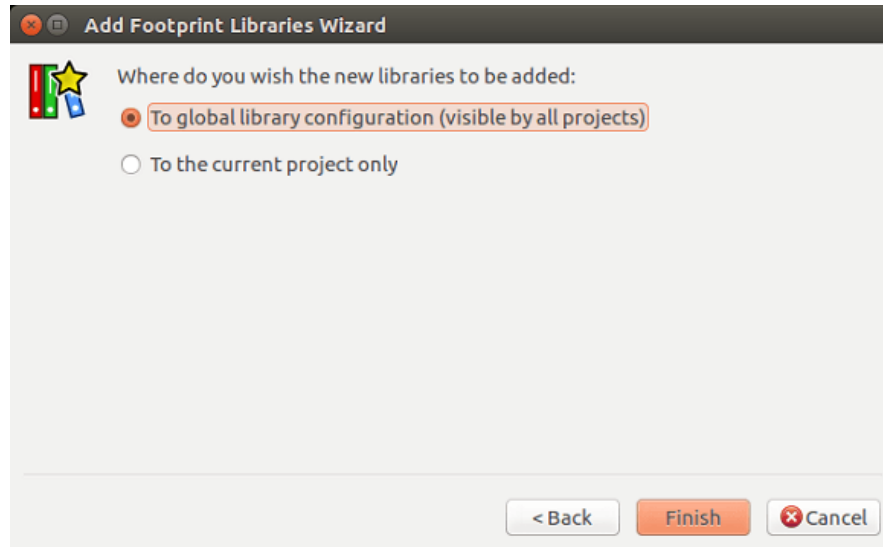 Add Footprint Libraries Wizard
Where do you wish the new libraries to be added:
To global library configuration (visible by all projects)
To the current project only
< Back Finish Cancel